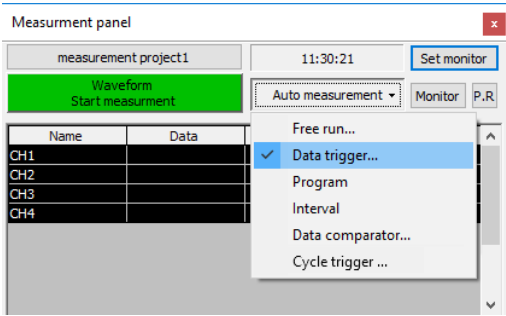 Measurment panel
x
measurement project1
11:30:21
Set monitor
Waveform
Start measurment
Auto measurement
Monitor
P.R
Name
Data
Free run...
Data trigger...
Program
Interval
Data comparator...
Cycle trigger ...
CH1
CH2
CH3
CH4